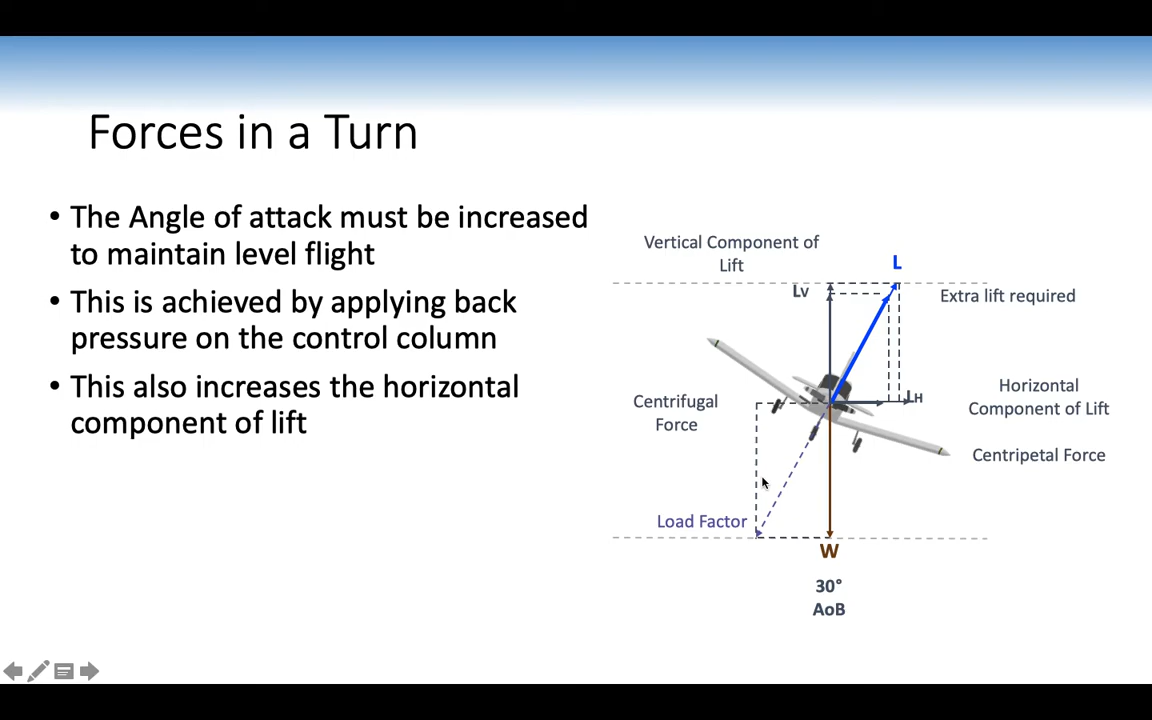 Forces in a Turn
• The Angle of attack must be increased
to maintain level flight
• This is achieved by applying back
pressure on the control column
• This also increases the horizontal
component of lift
Vertical Component of
Lift
L
LV
Extra lift required
Centrifugal
Force
LH
Horizontal
Component of Lift
Centripetal Force
Load Factor
W
30°
AoB